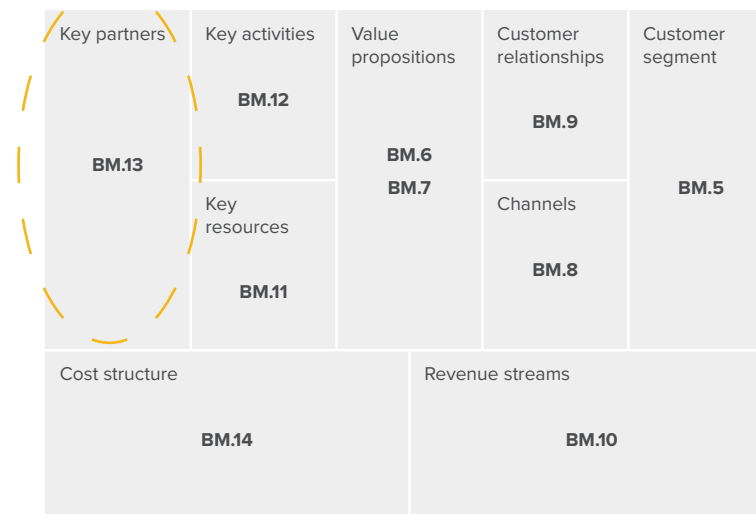 Key partners
BM.13
Key activities
BM.12
Key
resources
BM.11
Value
propositions
BM.6
BM.7
Customer
relationships
BM.9
Channels
BM.8
Customer
segment
BM.5
Cost structure
BM.14
Revenue streams
BM.10